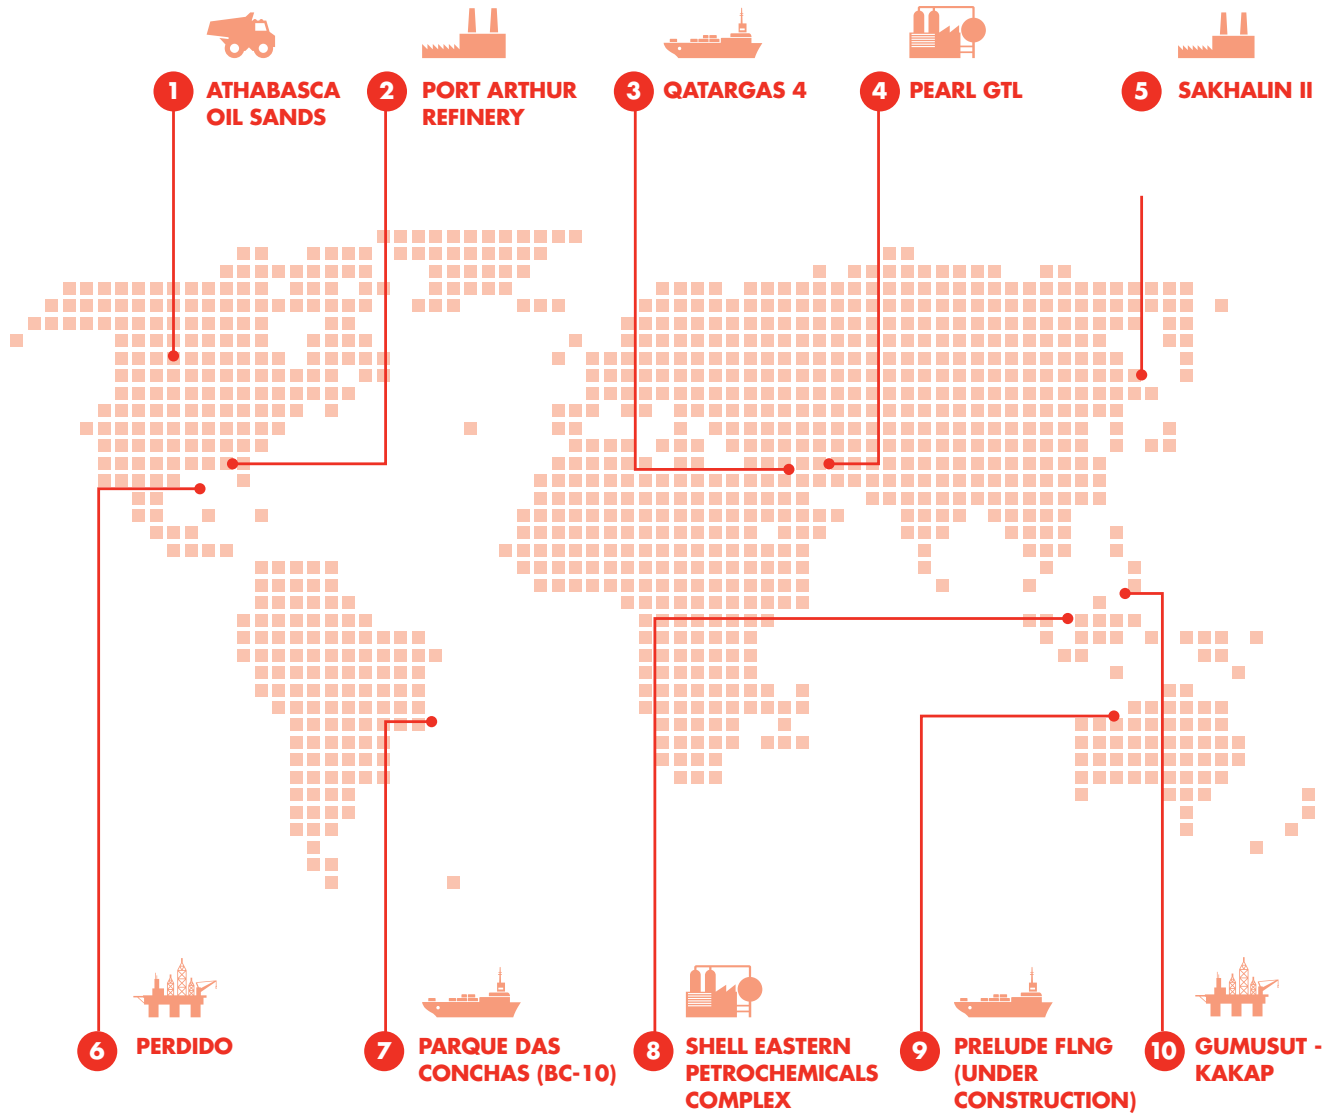 1 ATHABASCA
OIL SANDS
2 PORT ARTHUR
REFINERY
3 QATARGAS 4
4 PEARL GTL
5 SAKHALIN II
6 PERDIDO
7 PARQUE DAS
CONCHAS (BC-10)
8 SHELL EASTERN
PETROCHEMICALS
COMPLEX
9 PRELUDE FLNG
(UNDER
CONSTRUCTION)
10 GUMUSUT -
KAKAP